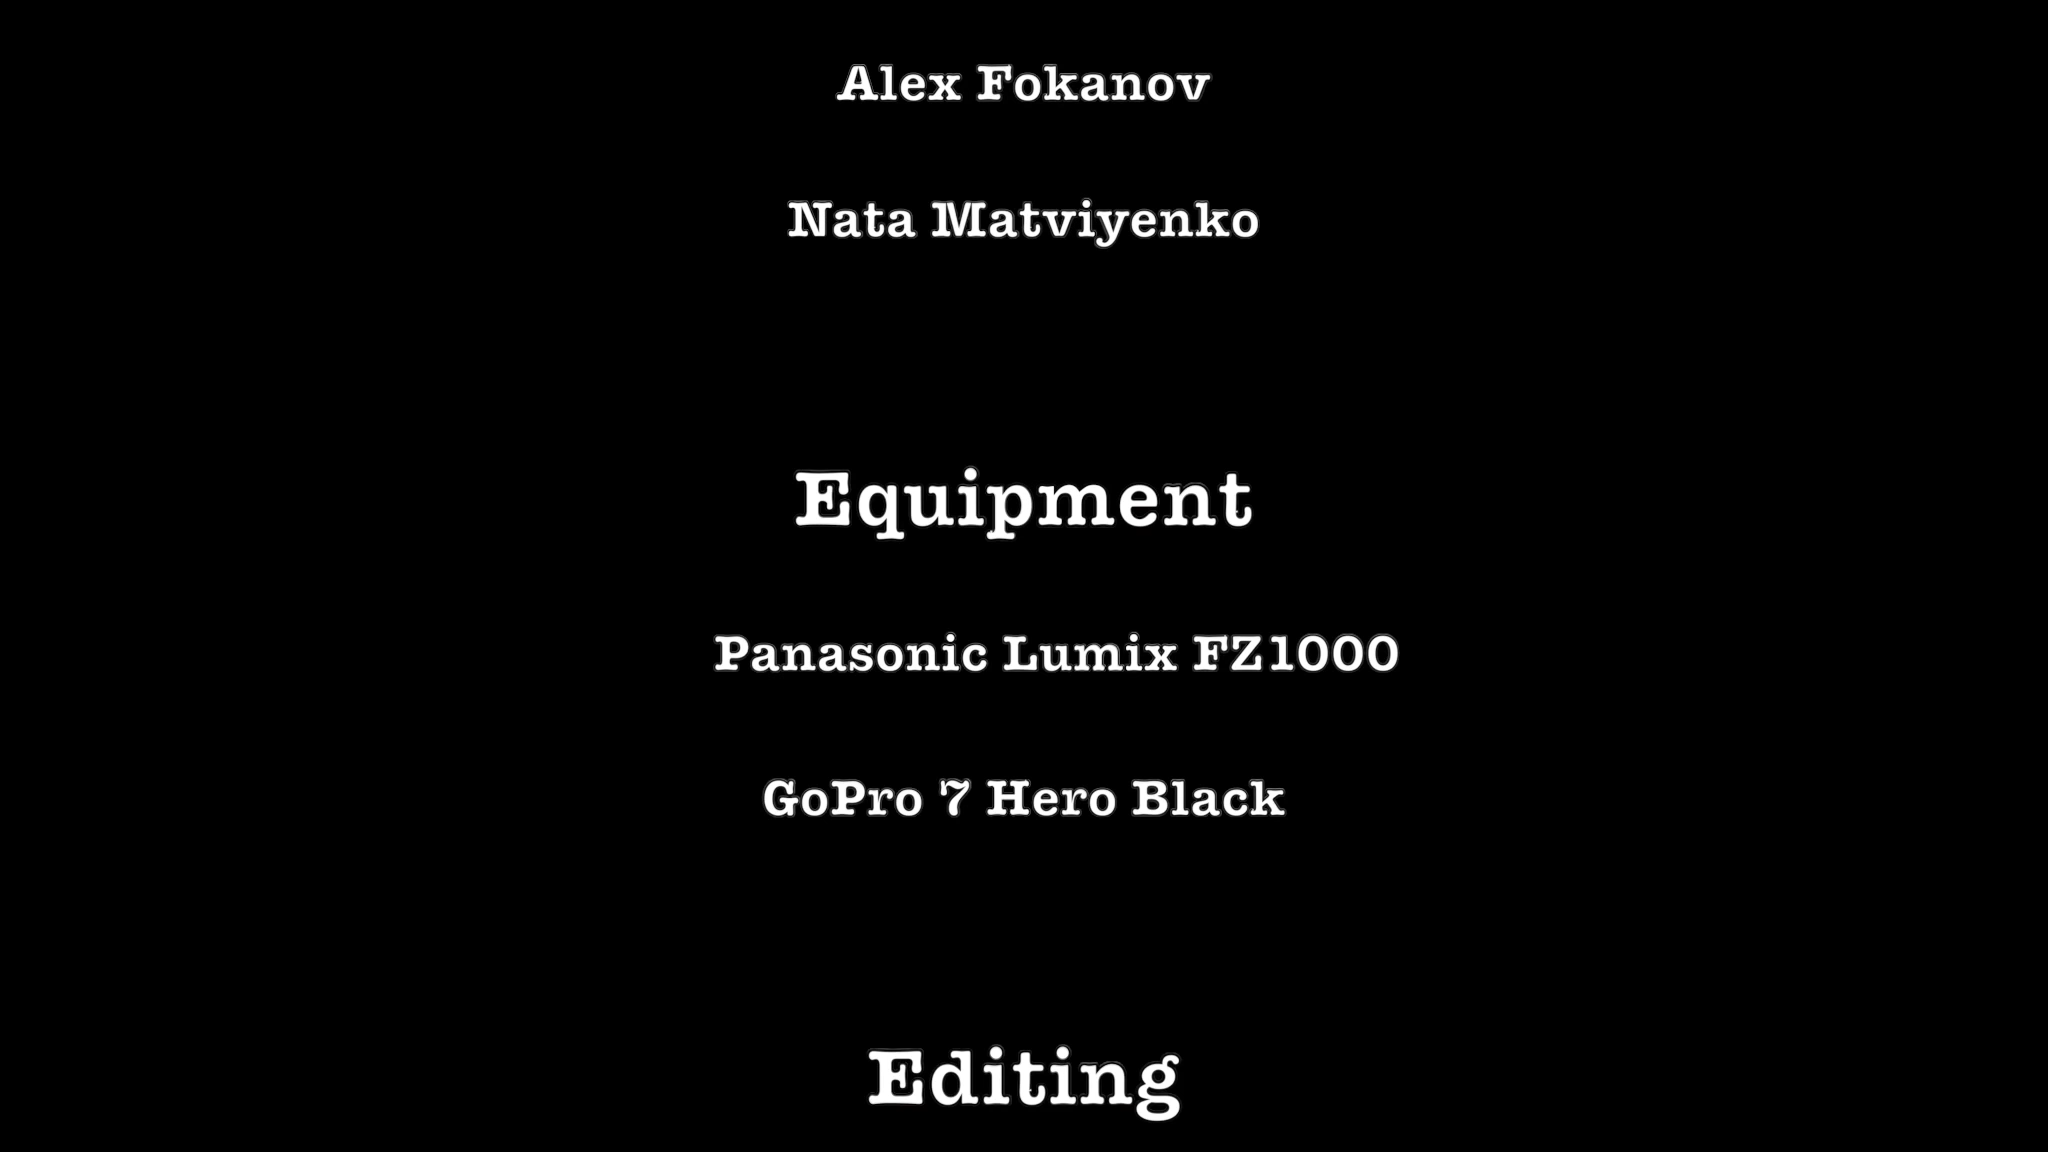 Alex Fokanov
Nata Matviyenko
Equipment
Panasonic Lumix FZ1000
GoPro 7 Hero Black
Editing